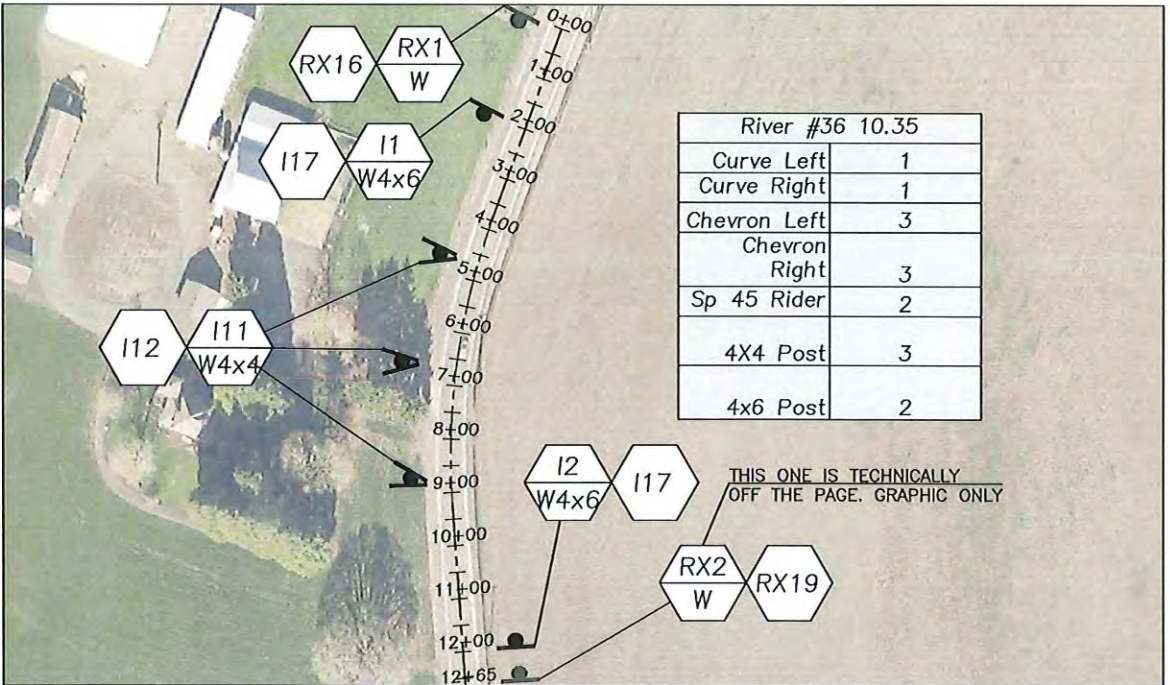 0+00
RX16
RX1
W
1+00
2+00
I17
I1
W4x6
3+00
4+00
5+00
6+00
I12
I11
W4x4
7+00
8+00
9+00
10+00
11+00
12+00
12+65
River #36 10.35
Curve Left 1
Curve Right 1
Chevron Left 3
Chevron
Right 3
Sp 45 Rider 2
4X4 Post 3
4x6 Post 2
I2
W4x6
I17
THIS ONE IS TECHNICALLY
OFF THE PAGE. GRAPHIC ONLY
RX2
W
RX19